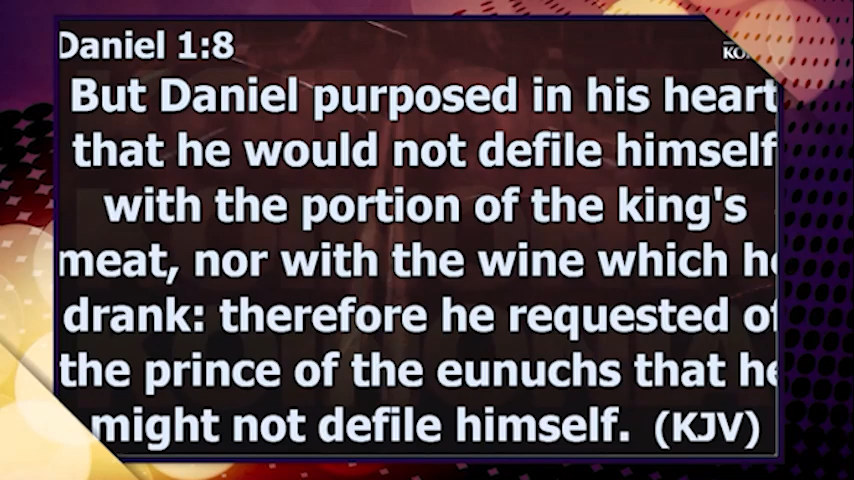 Daniel 1:8
But Daniel purposed in his heart
that he would not defile himself
with the portion of the king's
meat, nor with the wine which he
drank: therefore he requested of
the prince of the eunuchs that he
might not defile himself. (KJV)